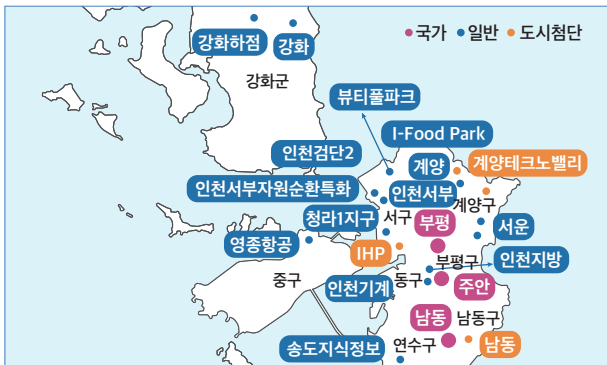 국가 일반 도시첨단
강화하점
강화
강화군
뷰티풀파크
I-Food Park
인천검단2
계양
계양테크노밸리
인천서부자원순환특화
인천서부
계양구
청라1지구
서구
부평
서운
영종항공
IHP
부평구
인천지방
중구
인천기계
동구
주안
남동
남동구
송도지식정보
연수구
남동